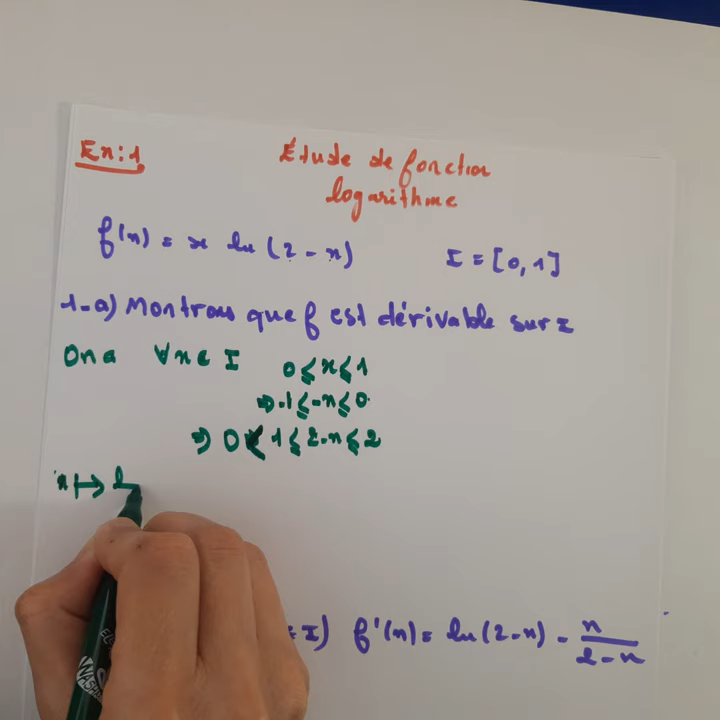 Ex:1
Étude de fonction
logarithme
f(x) = x ln(2-x) I = [0,1]
1-a) Montrons que f est dérivable sur I
On a ∀x∈I 0 ≤ x ≤ 1
⇒ -1 ≤ -x ≤ 0
⇒ 0 < 1 ≤ 2-x ≤ 2
x ↦ l
∈ I) f'(x) = ln(2-x) - x/(2-x)